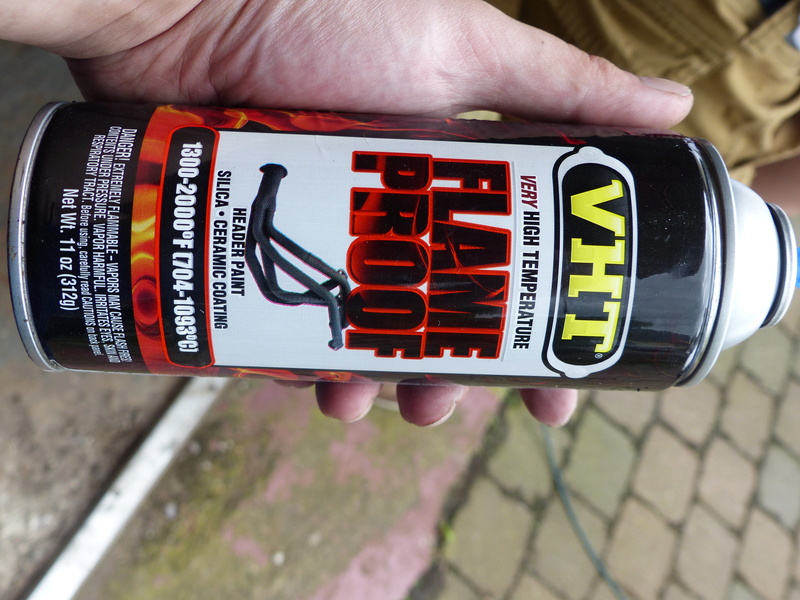 VHT®
VERY HIGH TEMPERATURE
FLAME
PROOF
HEADER PAINT
SILICA • CERAMIC COATING
1300-2000°F (704-1093°C)
DANGER! EXTREMELY FLAMMABLE – VAPORS MAY CAUSE FLASH FIRES
CONTENTS UNDER PRESSURE. VAPOR HARMFUL. IRRITATES EYES, SKIN AND
RESPIRATORY TRACT. Before using, carefully read CAUTIONS on back panel.
Net Wt. 11 oz (312g)